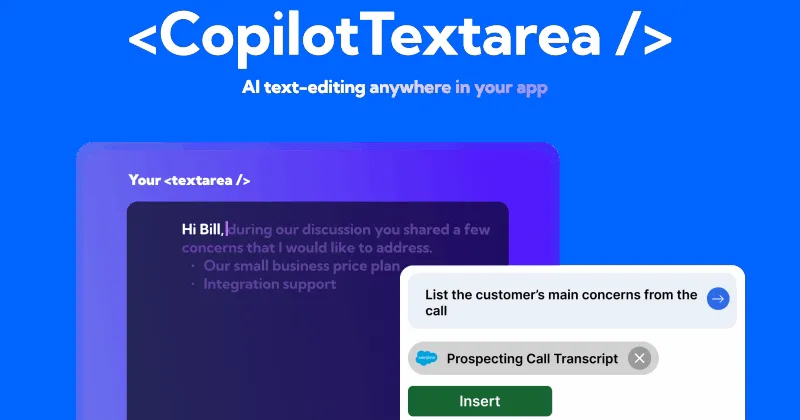 <CopilotTextarea />
AI text-editing anywhere in your app
Your <textarea />
Hi Bill, during our discussion you shared a few
concerns that I would like to address.
· Our small business price plan
· Integration support
List the customer’s main concerns from the
call
Prospecting Call Transcript
Insert